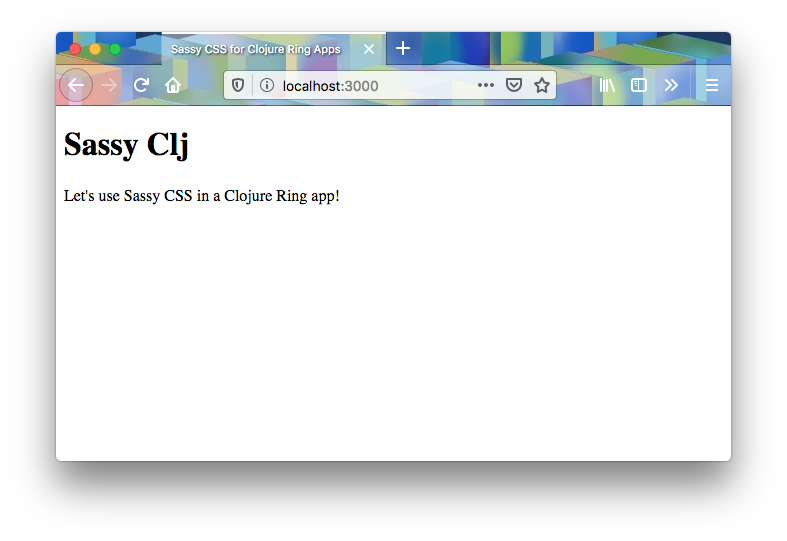 Sassy CSS for Clojure Ring Apps
localhost:3000
Sassy Clj
Let's use Sassy CSS in a Clojure Ring app!